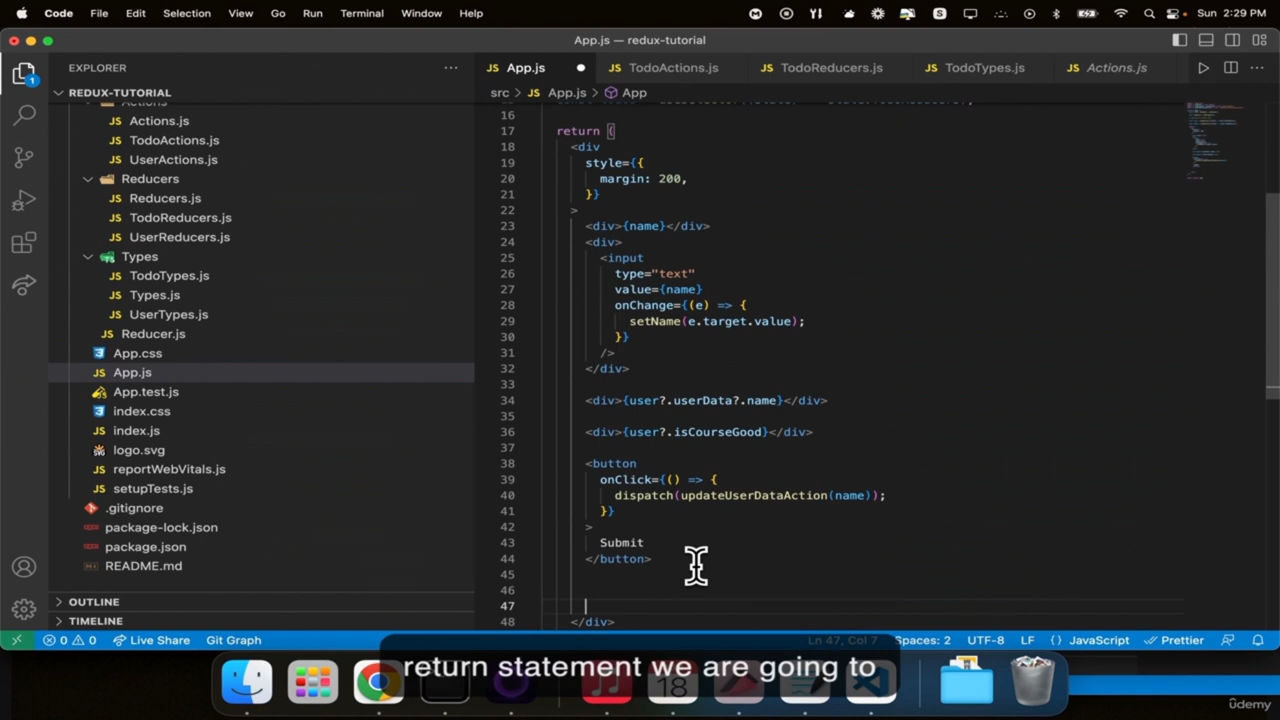 Code File Edit Selection View Go Run Terminal Window Help Sun 2:29 PM
App.js — redux-tutorial
EXPLORER
App.js TodoActions.js TodoReducers.js TodoTypes.js Actions.js
REDUX-TUTORIAL
src > App.js > App
Actions
Actions.js
TodoActions.js
UserActions.js
Reducers
Reducers.js
TodoReducers.js
UserReducers.js
Types
TodoTypes.js
Types.js
UserTypes.js
Reducer.js
App.css
App.js
App.test.js
index.css
index.js
logo.svg
reportWebVitals.js
setupTests.js
.gitignore
package-lock.json
package.json
README.md
OUTLINE
TIMELINE
16
17 return (
18 <div
19 style={{
20 margin: 200,
21 }}
22 >
23 <div>{name}</div>
24 <div>
25 <input
26 type="text"
27 value={name}
28 onChange={(e) => {
29 setName(e.target.value);
30 }}
31 />
32 </div>
33
34 <div>{user?.userData?.name}</div>
35
36 <div>{user?.isCourseGood}</div>
37
38 <button
39 onClick={() => {
40 dispatch(updateUserDataAction(name));
41 }}
42 >
43 Submit
44 </button>
45
46
47
48 </div>
0 0 Live Share Git Graph Ln 47, Col 7 Spaces: 2 UTF-8 LF {} JavaScript Prettier
return statement we are going to
18
udemy